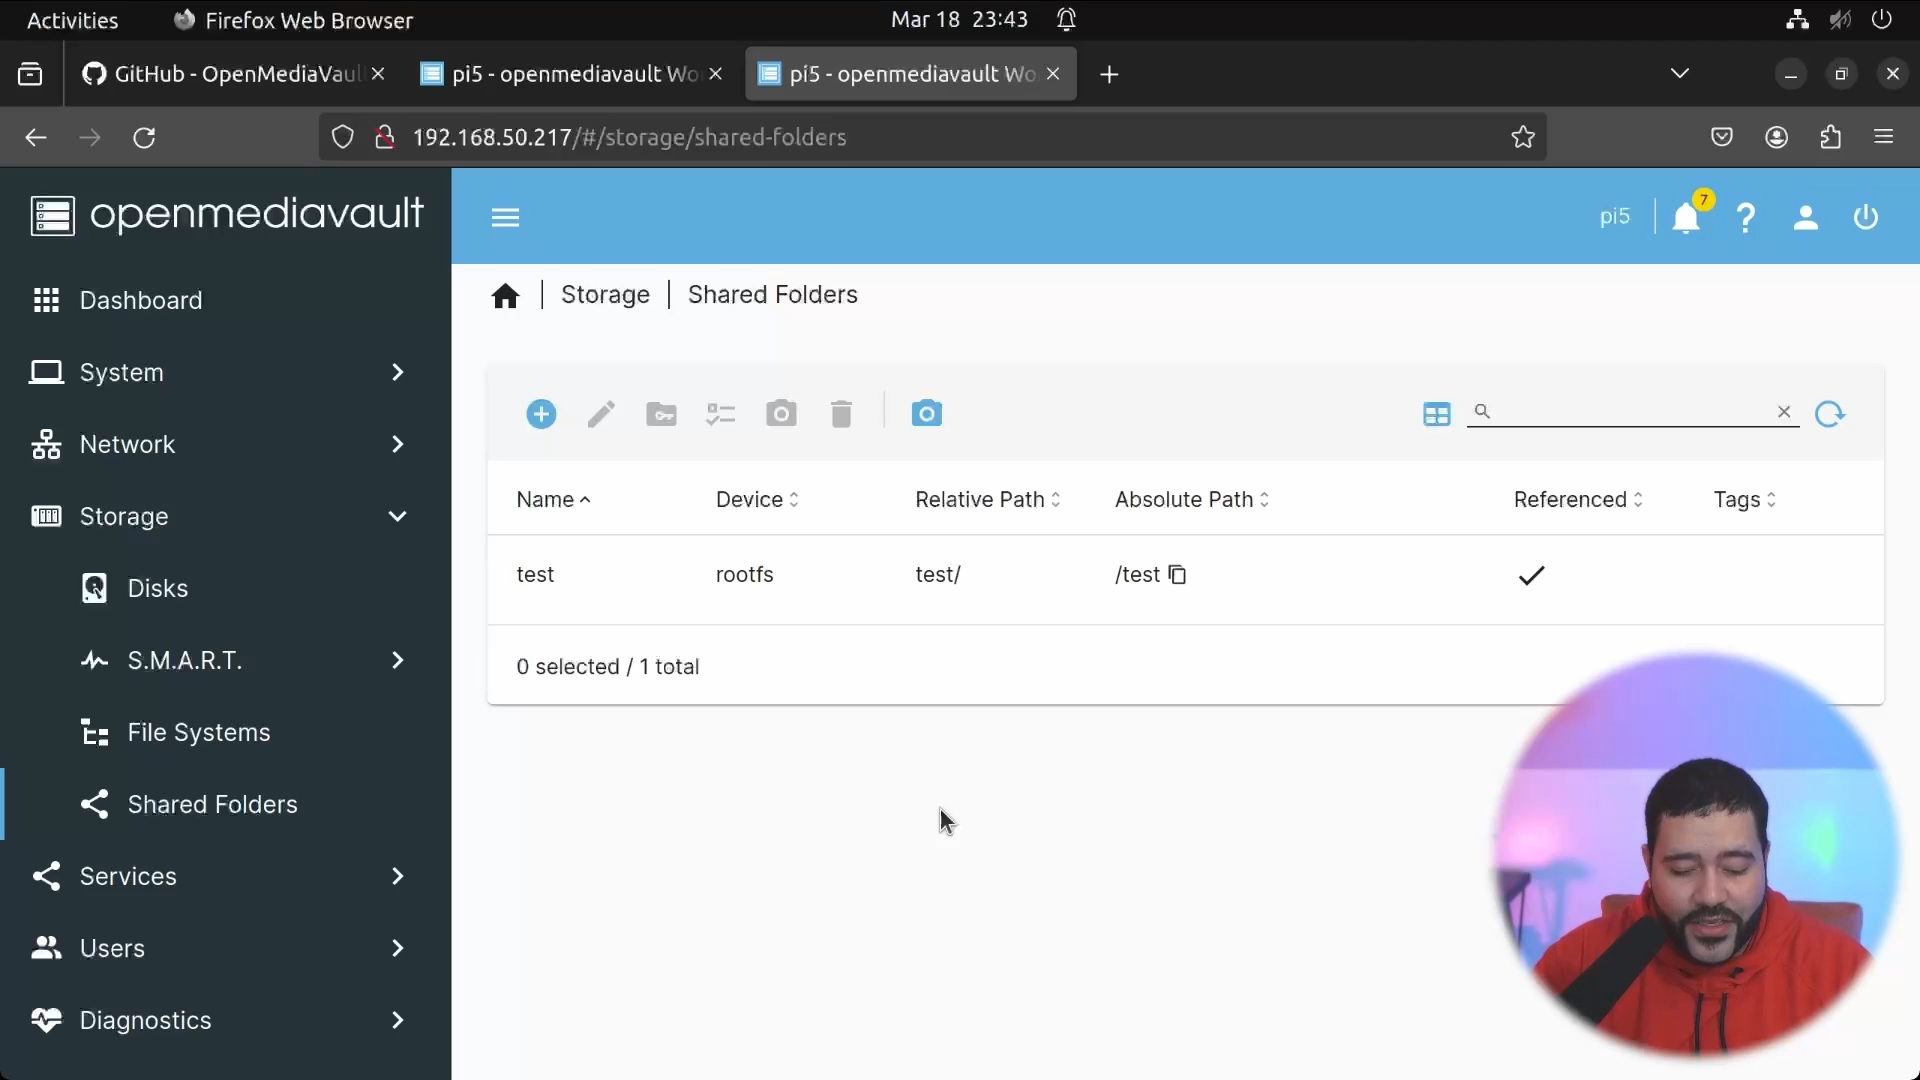 Activities Firefox Web Browser Mar 18 23:43
GitHub - OpenMediaVaul pi5 - openmediavault Wo pi5 - openmediavault Wo
192.168.50.217/#/storage/shared-folders
openmediavault
pi5 7
Storage | Shared Folders
Dashboard
System
Network
Storage
Disks
S.M.A.R.T.
File Systems
Shared Folders
Services
Users
Diagnostics
Name Device Relative Path Absolute Path Referenced Tags
test rootfs test/ /test
0 selected / 1 total